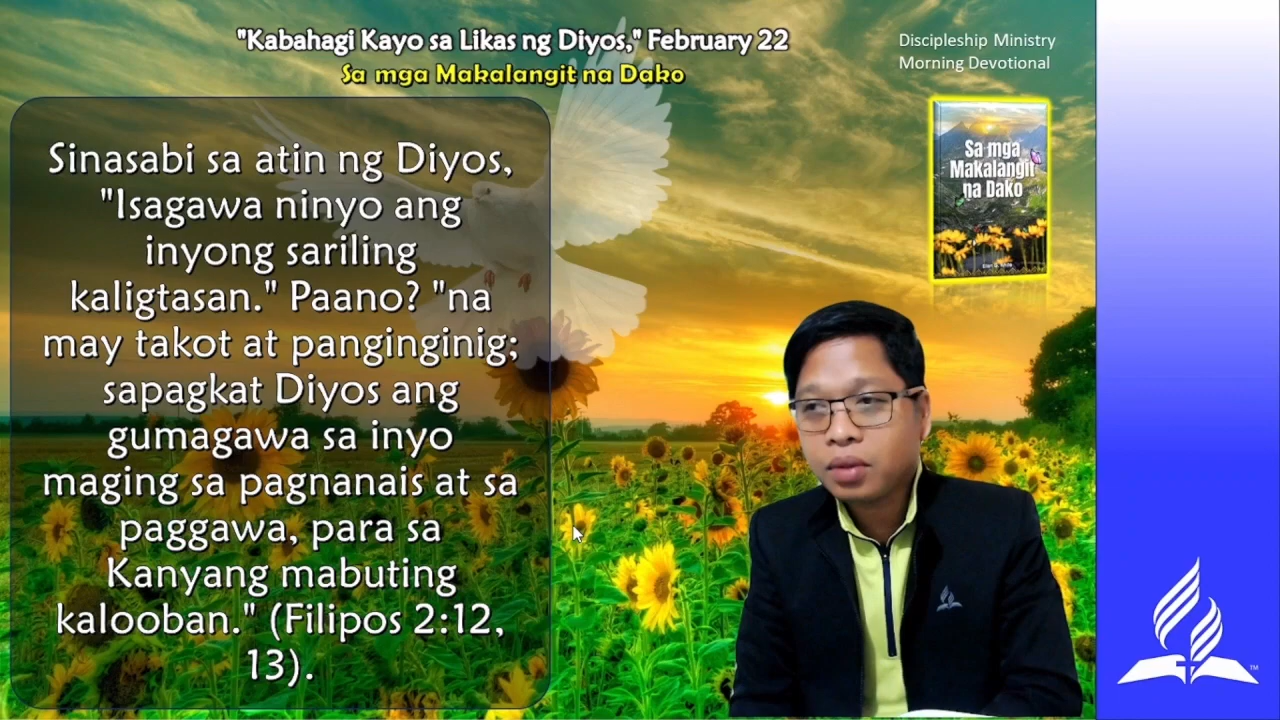 "Kabahagi Kayo sa Likas ng Diyos," February 22
Sa mga Makalangit na Dako
Discipleship Ministry
Morning Devotional
Sa mga
Makalangit
na Dako
Sinasabi sa atin ng Diyos,
"Isagawa ninyo ang
inyong sariling
kaligtasan." Paano? "na
may takot at panginginig;
sapagkat Diyos ang
gumagawa sa inyo
maging sa pagnanais at sa
paggawa, para sa
Kanyang mabuting
kalooban." (Filipos 2:12,
13).
TM